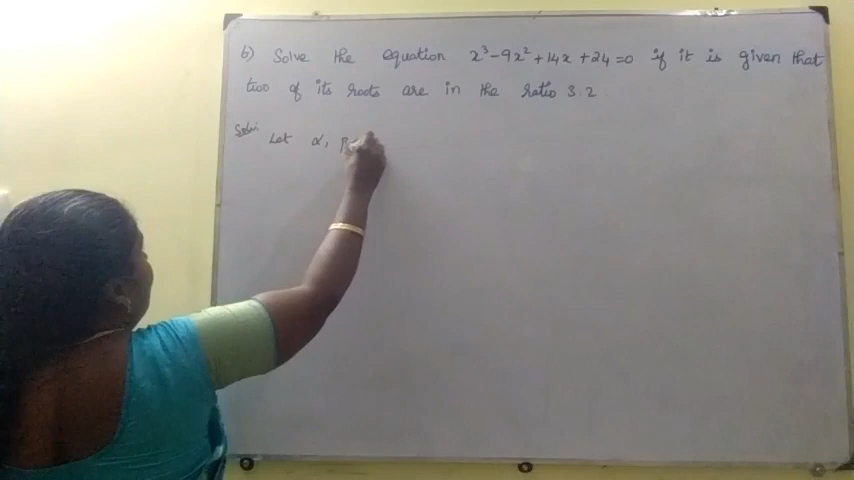 b) Solve the equation x³-9x²+14x+24=0 if it is given that
two of its roots are in the ratio 3:2
Soln:
Let α, β